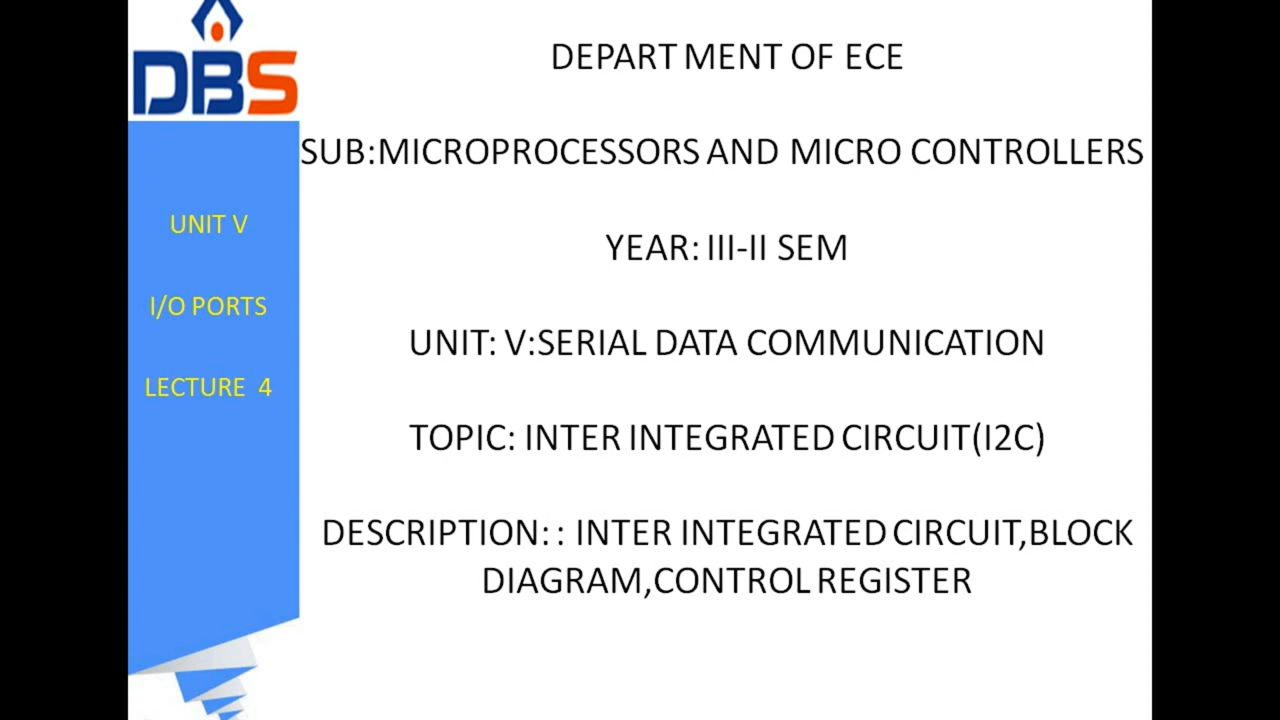 DBS
UNIT V
I/O PORTS
LECTURE 4
DEPART MENT OF ECE
SUB:MICROPROCESSORS AND MICRO CONTROLLERS
YEAR: III-II SEM
UNIT: V:SERIAL DATA COMMUNICATION
TOPIC: INTER INTEGRATED CIRCUIT(I2C)
DESCRIPTION: : INTER INTEGRATED CIRCUIT,BLOCK
DIAGRAM,CONTROL REGISTER